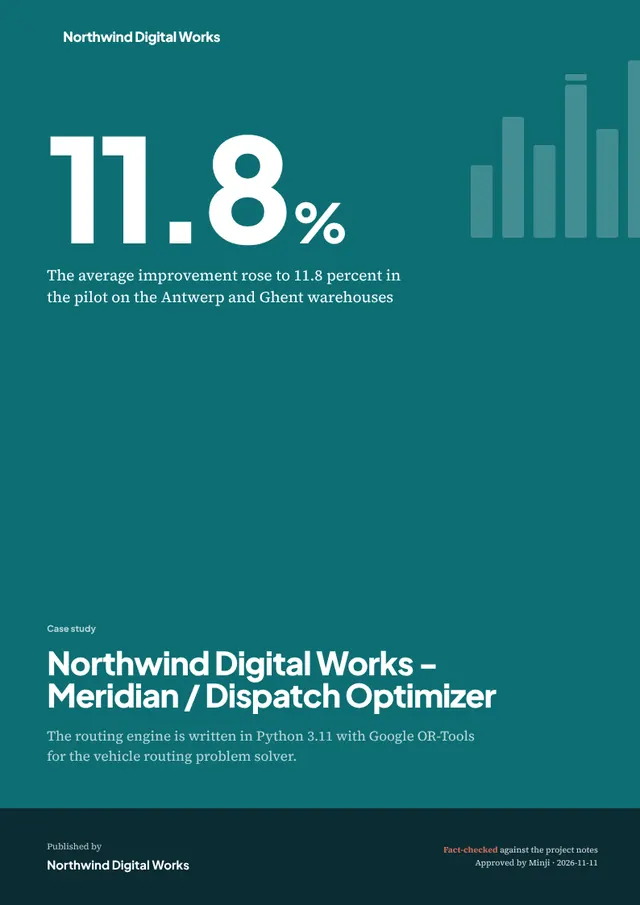 Northwind Digital Works
11.8%
The average improvement rose to 11.8 percent in
the pilot on the Antwerp and Ghent warehouses
Case study
Northwind Digital Works –
Meridian / Dispatch Optimizer
The routing engine is written in Python 3.11 with Google OR-Tools
for the vehicle routing problem solver.
Published by
Northwind Digital Works
Fact-checked against the project notes
Approved by Minji · 2026-11-11